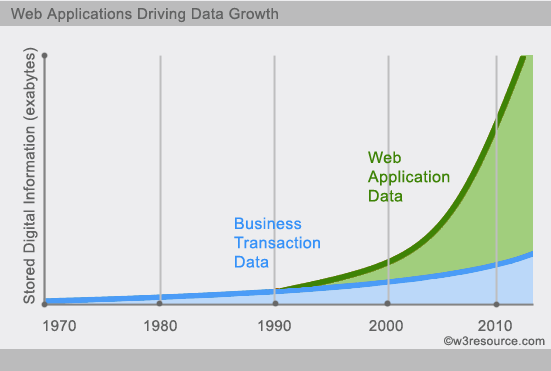 Web Applications Driving Data Growth
Stored Digital Information (exabytes)
Web
Application
Data
Business
Transaction
Data
1970 1980 1990 2000 2010
©w3resource.com